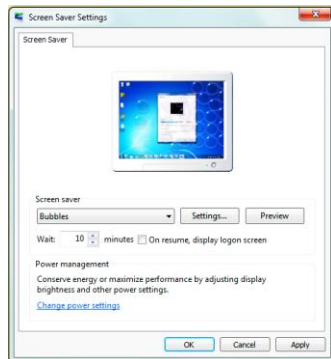 Screen Saver Settings
Screen Saver
Screen saver
Bubbles
Settings...
Preview
Wait: 10 minutes On resume, display logon screen
Power management
Conserve energy or maximize performance by adjusting display
brightness and other power settings.
Change power settings
OK Cancel Apply